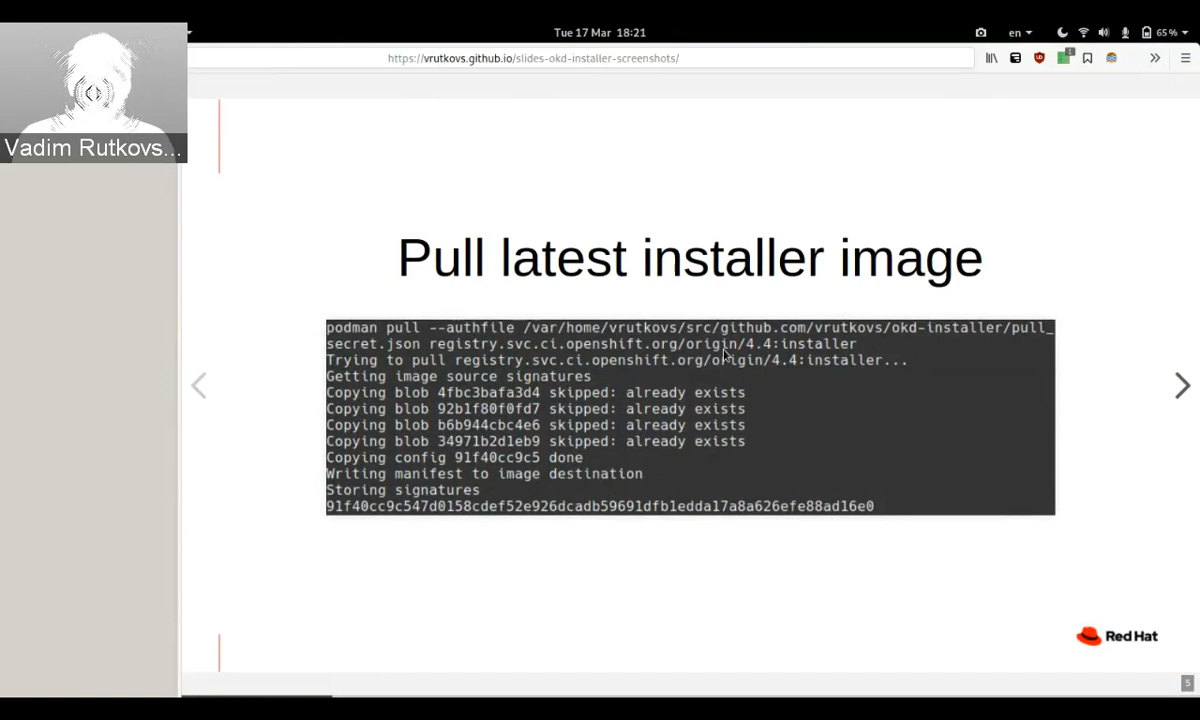 Tue 17 Mar 18:21
en
65 %
https://vrutkovs.github.io/slides-okd-installer-screenshots/
1
Vadim Rutkovs...
Pull latest installer image
podman pull --authfile /var/home/vrutkovs/src/github.com/vrutkovs/okd-installer/pull_
secret.json registry.svc.ci.openshift.org/origin/4.4:installer
Trying to pull registry.svc.ci.openshift.org/origin/4.4:installer...
Getting image source signatures
Copying blob 4fbc3bafa3d4 skipped: already exists
Copying blob 92b1f80f0fd7 skipped: already exists
Copying blob b6b944cbc4e6 skipped: already exists
Copying blob 34971b2d1eb9 skipped: already exists
Copying config 91f40cc9c5 done
Writing manifest to image destination
Storing signatures
91f40cc9c547d0158cdef52e926dcadb59691dfb1edda17a8a626efe88ad16e0
Red Hat
5